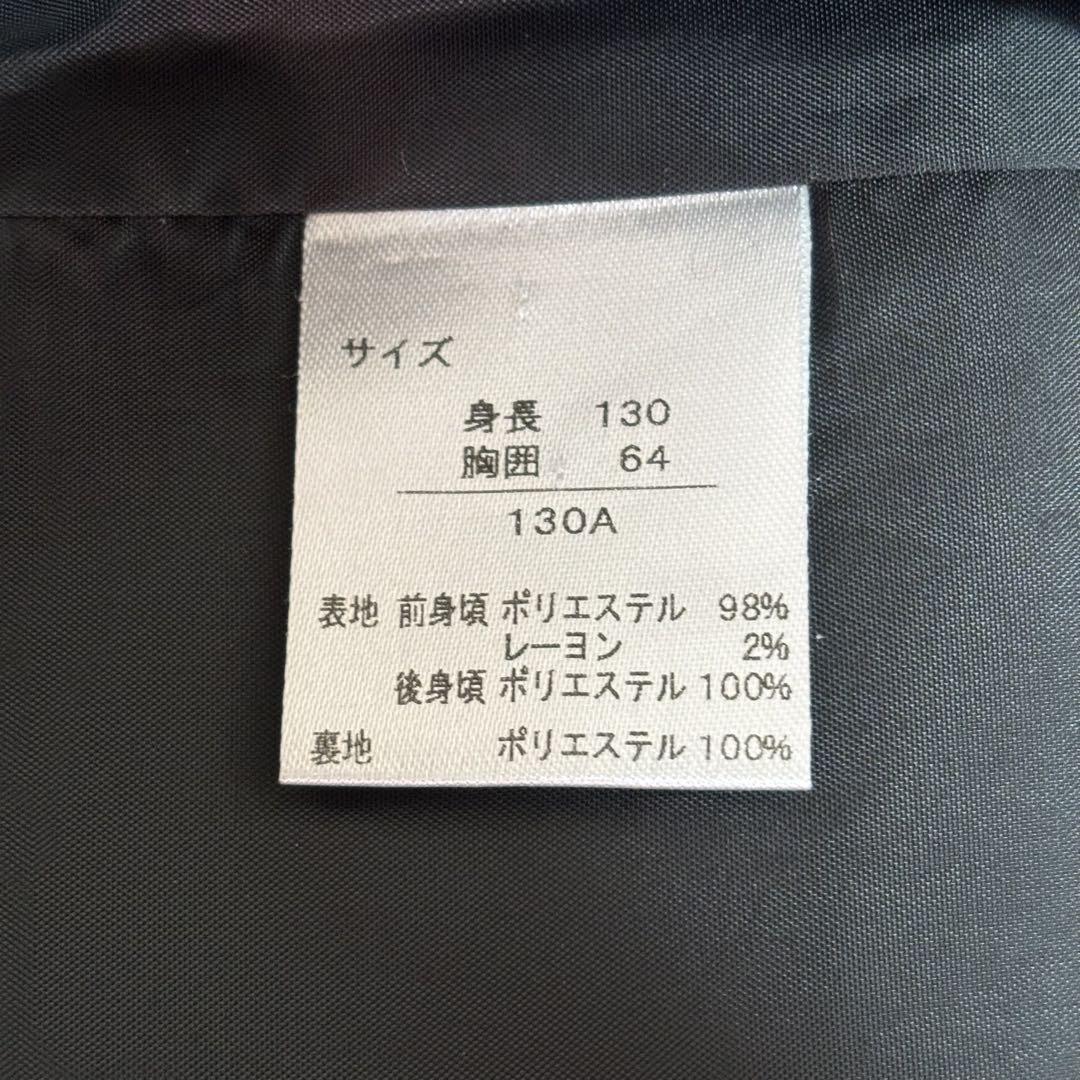 サイズ
身長 130
胸囲 64
130A
表地 前身頃 ポリエステル 98%
レーヨン 2%
後身頃 ポリエステル 100%
裏地 ポリエステル 100%